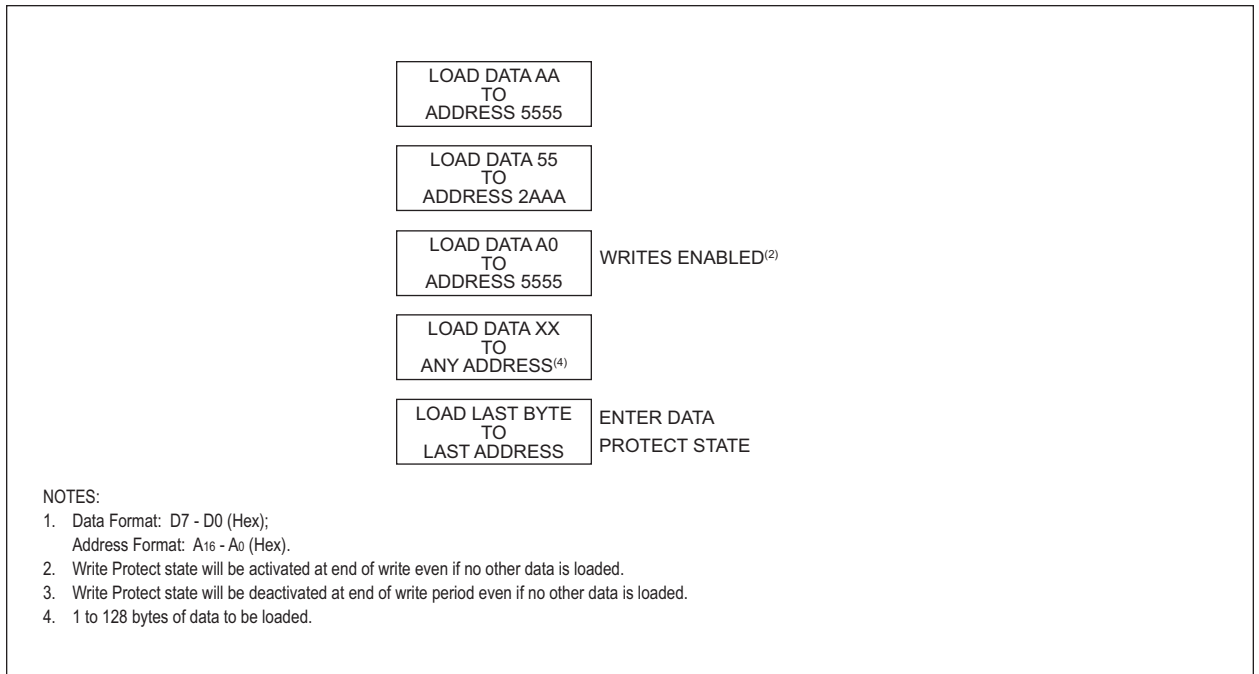 LOAD DATA AA
TO
ADDRESS 5555
LOAD DATA 55
TO
ADDRESS 2AAA
LOAD DATA A0
TO
ADDRESS 5555
WRITES ENABLED(2)
LOAD DATA XX
TO
ANY ADDRESS(4)
LOAD LAST BYTE
TO
LAST ADDRESS
ENTER DATA
PROTECT STATE
NOTES:
1. Data Format: D7 - D0 (Hex);
Address Format: A16 - A0 (Hex).
2. Write Protect state will be activated at end of write even if no other data is loaded.
3. Write Protect state will be deactivated at end of write period even if no other data is loaded.
4. 1 to 128 bytes of data to be loaded.